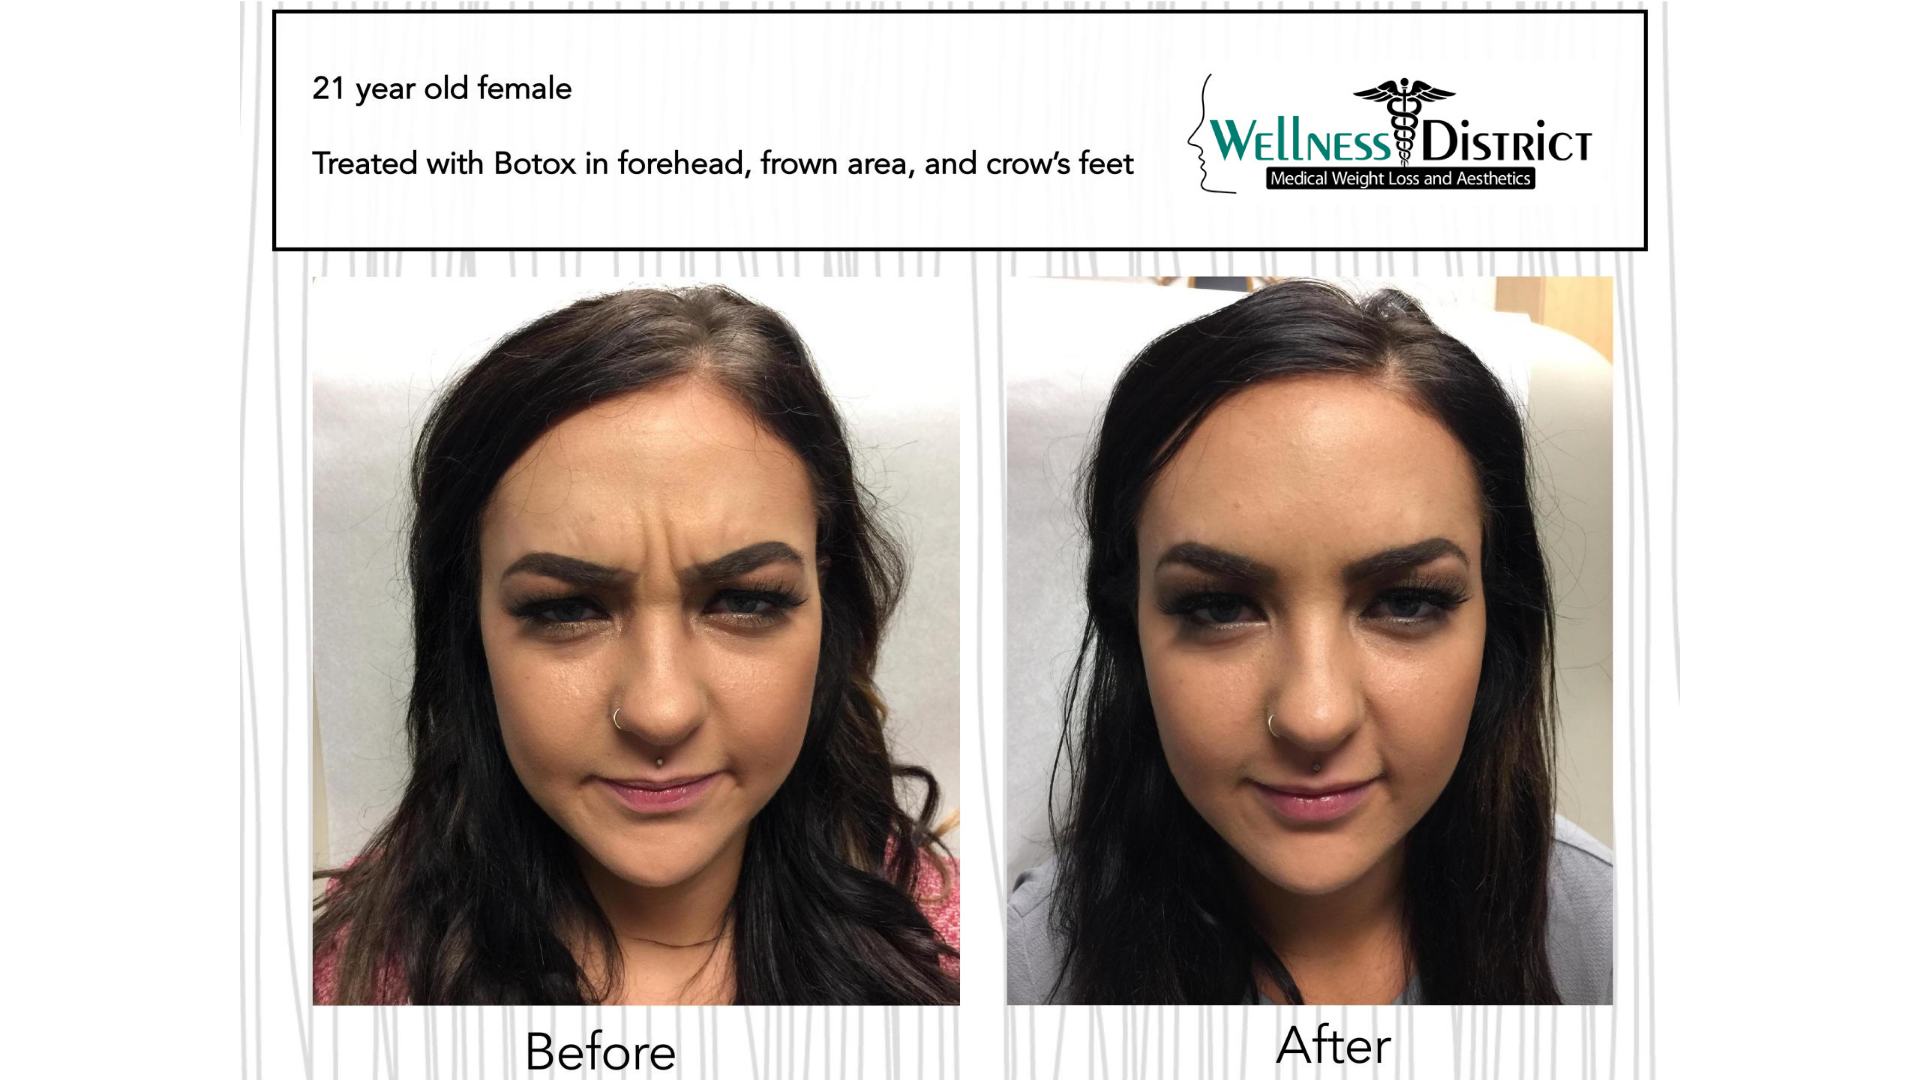 21 year old female
Treated with Botox in forehead, frown area, and crow's feet
Wellness District
Medical Weight Loss and Aesthetics
Before
After